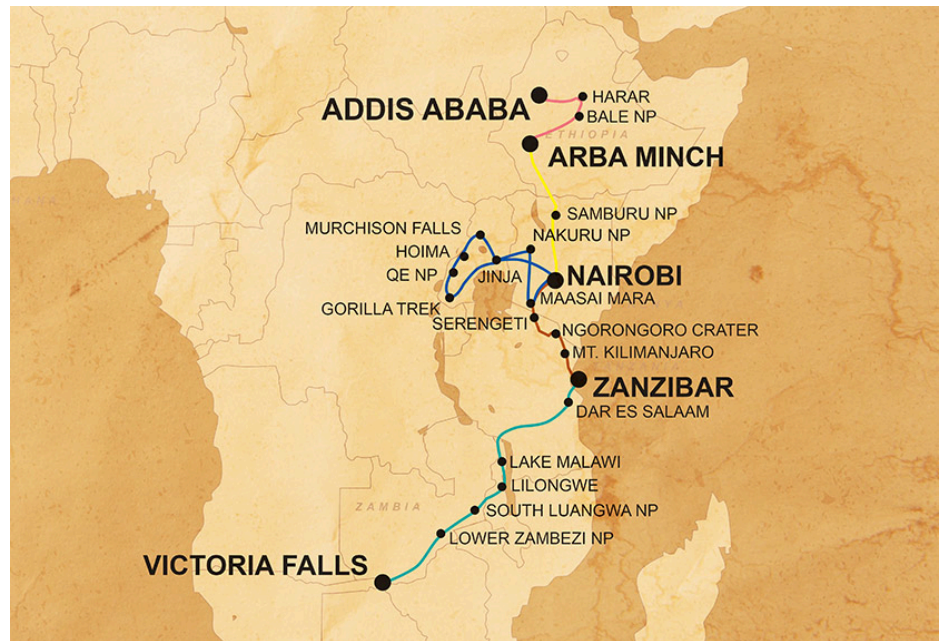 ADDIS ABABA
HARAR
BALE NP
ETHIOPIA
ARBA MINCH
SAMBURU NP
MURCHISON FALLS
NAKURU NP
HOIMA
QE NP
JINJA
NAIROBI
GORILLA TREK
MAASAI MARA
SERENGETI
NGORONGORO CRATER
MT. KILIMANJARO
ZANZIBAR
DAR ES SALAAM
LAKE MALAWI
LILONGWE
ZAMBIA
SOUTH LUANGWA NP
LOWER ZAMBEZI NP
VICTORIA FALLS